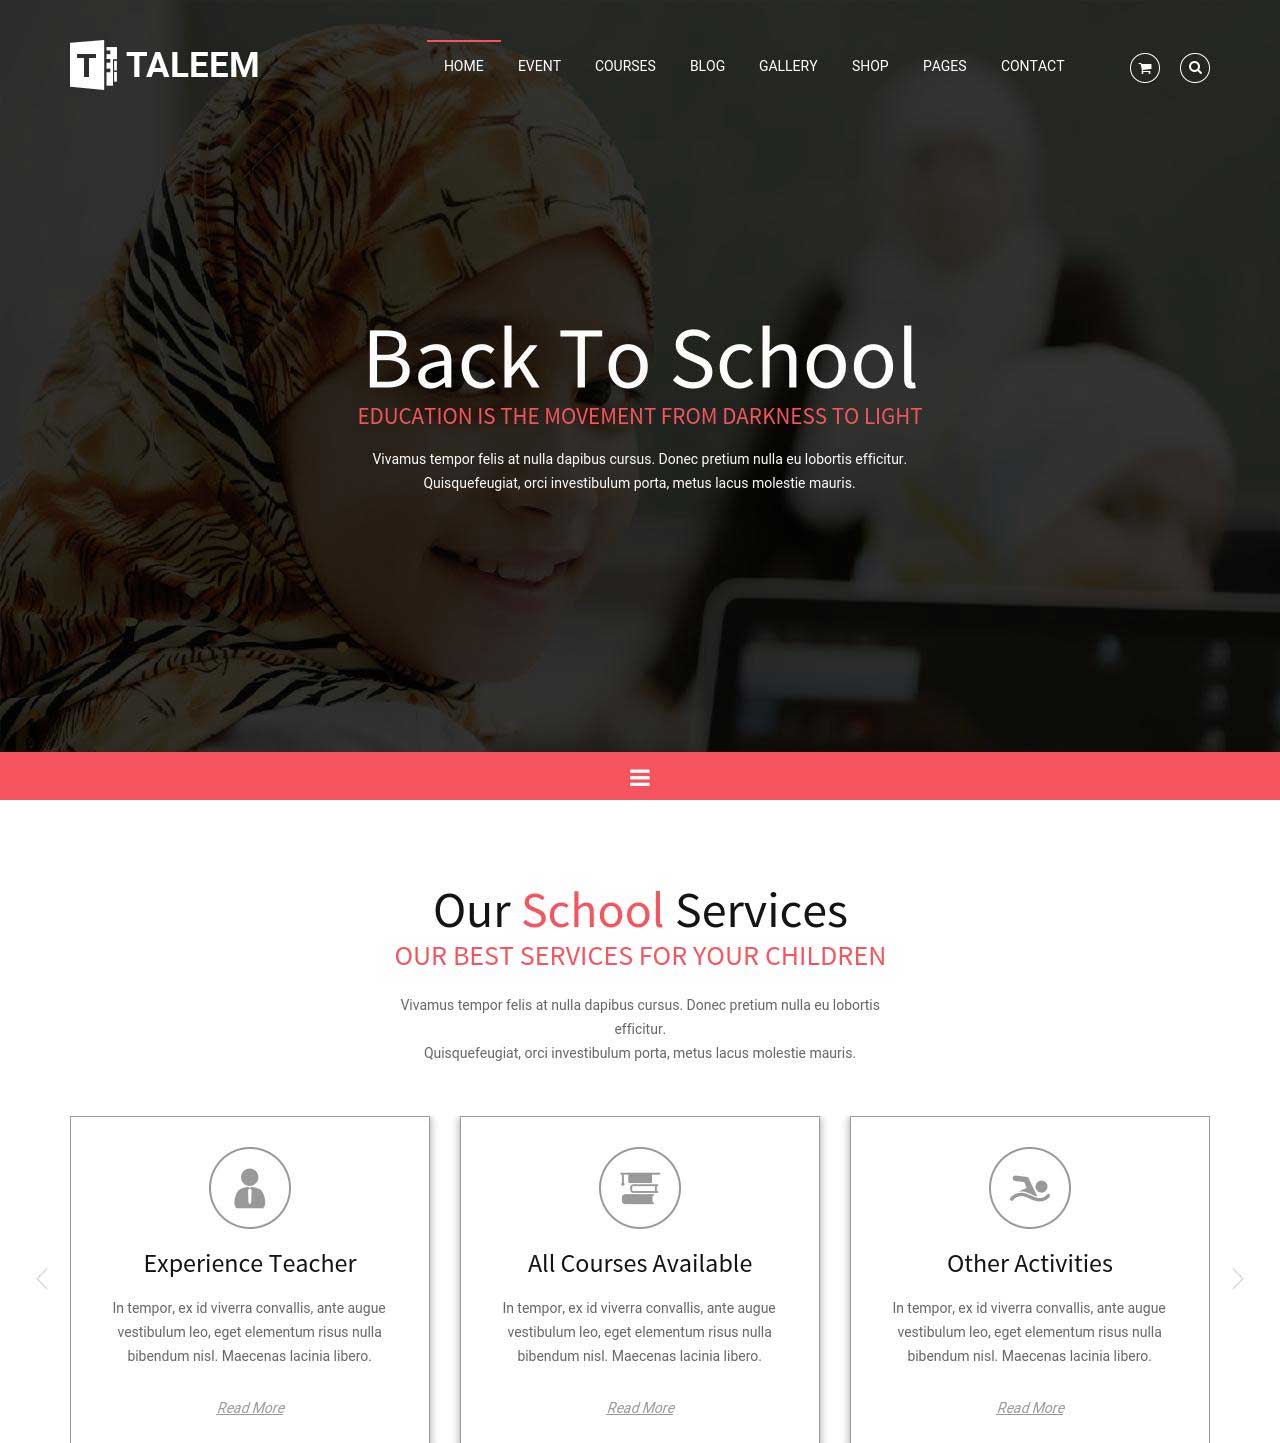 T TALEEM
HOME EVENT COURSES BLOG GALLERY SHOP PAGES CONTACT
Back To School
EDUCATION IS THE MOVEMENT FROM DARKNESS TO LIGHT
Vivamus tempor felis at nulla dapibus cursus. Donec pretium nulla eu lobortis efficitur.
Quisquefeugiat, orci investibulum porta, metus lacus molestie mauris.
Our School Services
OUR BEST SERVICES FOR YOUR CHILDREN
Vivamus tempor felis at nulla dapibus cursus. Donec pretium nulla eu lobortis
efficitur.
Quisquefeugiat, orci investibulum porta, metus lacus molestie mauris.
Experience Teacher
In tempor, ex id viverra convallis, ante augue
vestibulum leo, eget elementum risus nulla
bibendum nisl. Maecenas lacinia libero.
Read More
All Courses Available
In tempor, ex id viverra convallis, ante augue
vestibulum leo, eget elementum risus nulla
bibendum nisl. Maecenas lacinia libero.
Read More
Other Activities
In tempor, ex id viverra convallis, ante augue
vestibulum leo, eget elementum risus nulla
bibendum nisl. Maecenas lacinia libero.
Read More